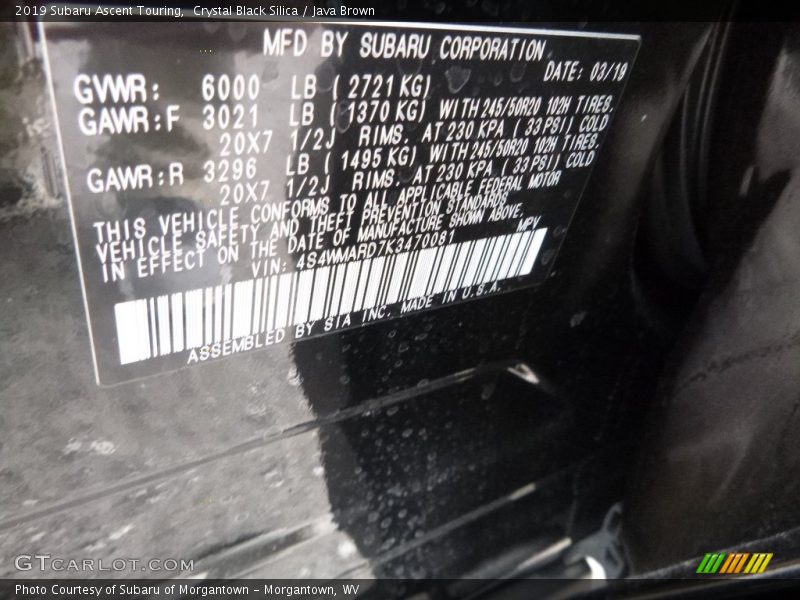 2019 Subaru Ascent Touring, Crystal Black Silica / Java Brown
MFD BY SUBARU CORPORATION
DATE: 03/19
GVWR: 6000 LB (2721 KG)
GAWR:F 3021 LB (1370 KG) WITH 245/50R20 102H TIRES,
20X7 1/2J RIMS, AT 230 KPA (33 PSI) COLD
GAWR:R 3296 LB (1495 KG) WITH 245/50R20 102H TIRES,
20X7 1/2J RIMS, AT 230 KPA (33 PSI) COLD
THIS VEHICLE CONFORMS TO ALL APPLICABLE FEDERAL MOTOR
VEHICLE SAFETY AND THEFT PREVENTION STANDARDS
IN EFFECT ON THE DATE OF MANUFACTURE SHOWN ABOVE.
VIN: 4S4WMARD7K3470081 MPV
ASSEMBLED BY SIA INC. MADE IN U.S.A.
GTCARLOT.COM
Photo Courtesy of Subaru of Morgantown - Morgantown, WV